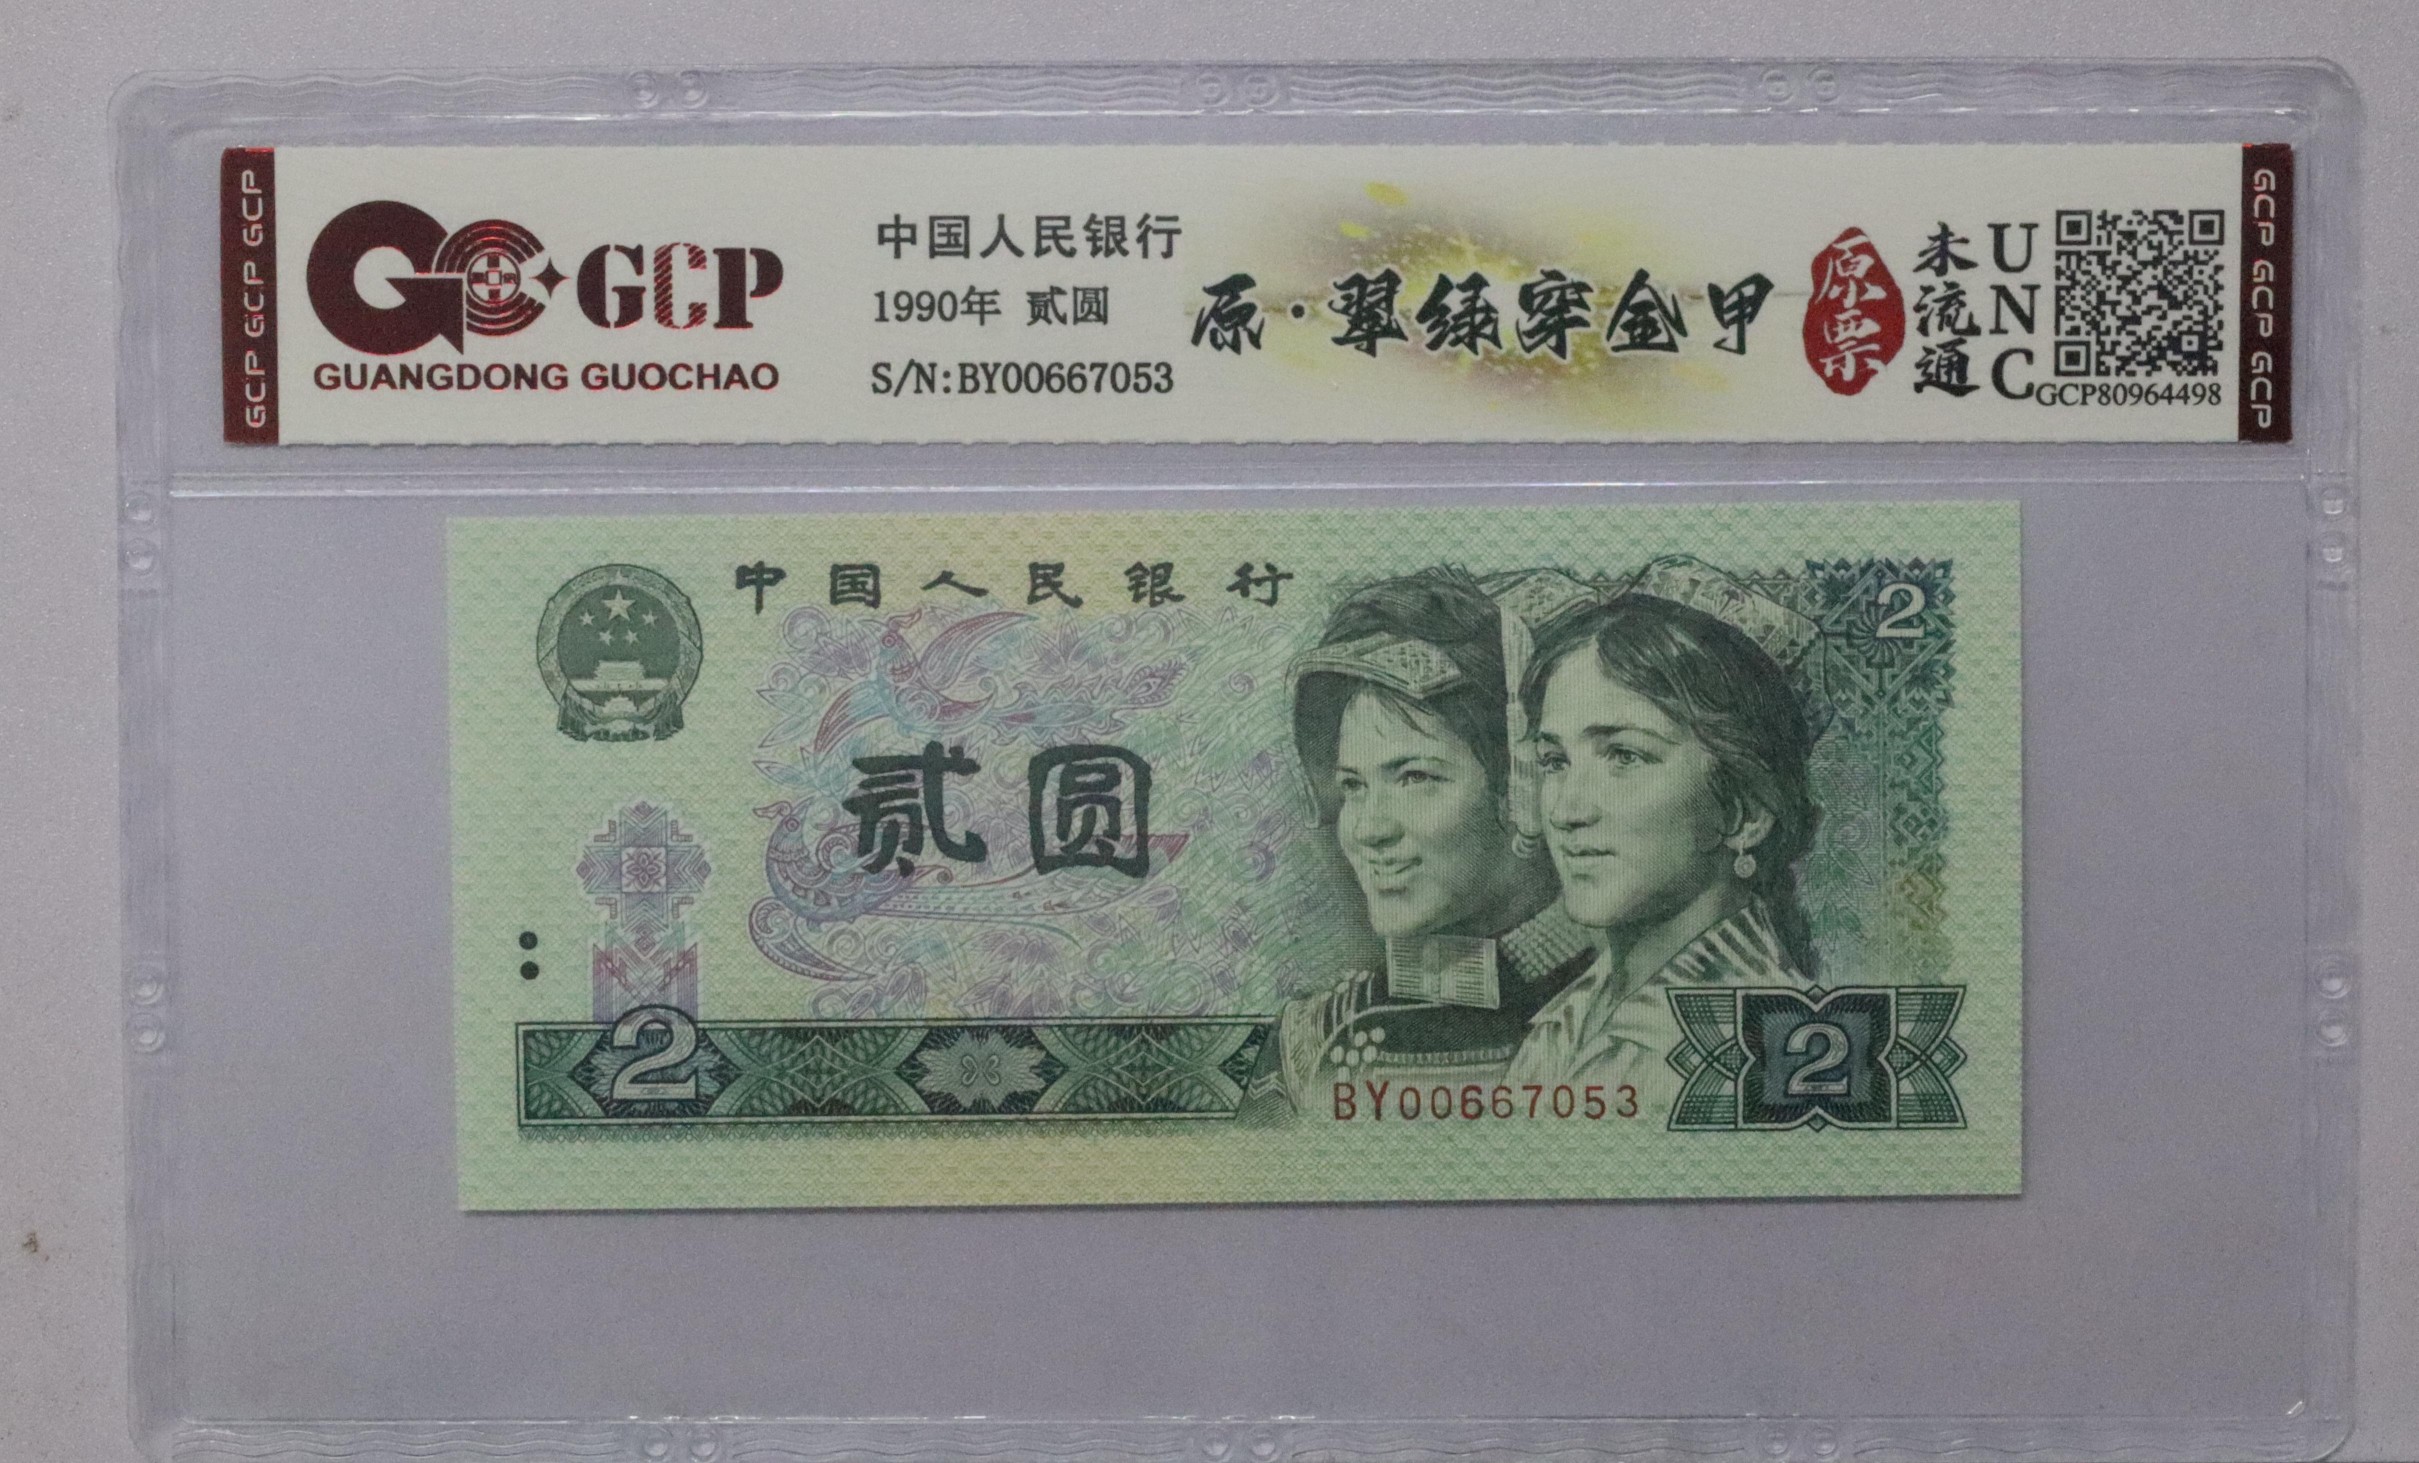 GCP GCP GCP
GC GCP
GUANGDONG GUOCHAO
中国人民银行
1990年 贰圆
S/N:BY00667053
原·翠绿穿金甲
原票
未流通
UNC
GCP80964498
GCP GCP GCP
中国人民银行
2
贰圆
2
BY00667053
2